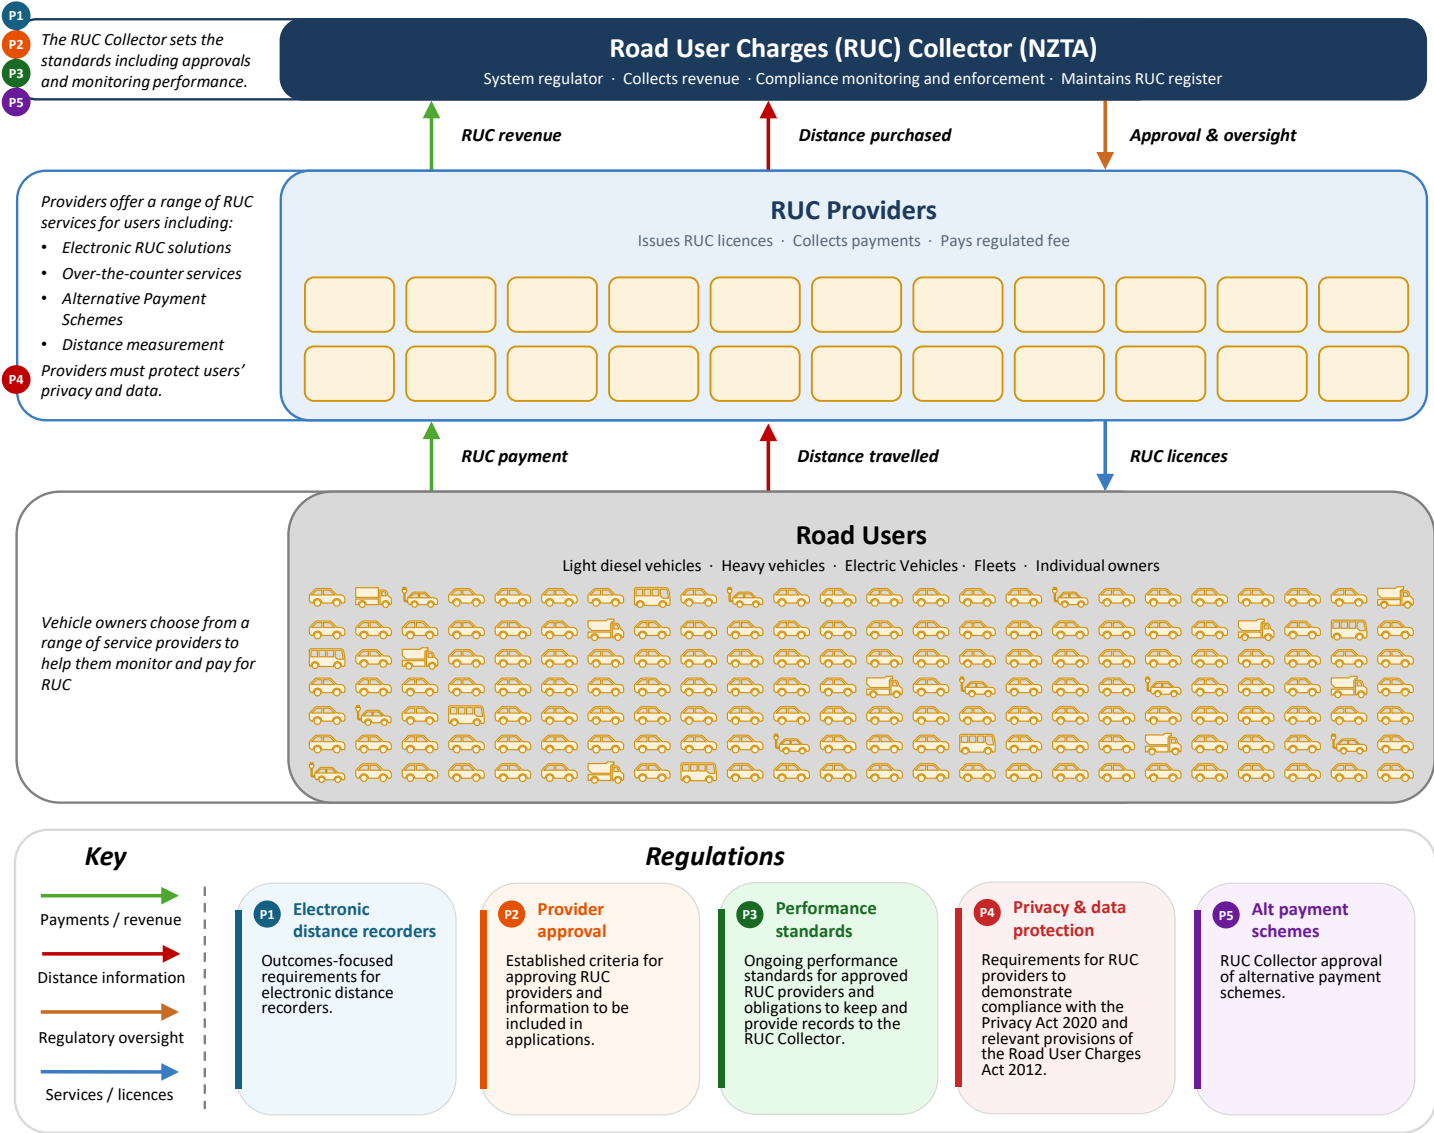 P1
P2
P3
P5
The RUC Collector sets the
standards including approvals
and monitoring performance.
Road User Charges (RUC) Collector (NZTA)
System regulator · Collects revenue · Compliance monitoring and enforcement · Maintains RUC register
RUC revenue
Distance purchased
Approval & oversight
Providers offer a range of RUC
services for users including:
• Electronic RUC solutions
• Over-the-counter services
• Alternative Payment
Schemes
• Distance measurement
P4
Providers must protect users’
privacy and data.
RUC Providers
Issues RUC licences · Collects payments · Pays regulated fee
RUC payment
Distance travelled
RUC licences
Vehicle owners choose from a
range of service providers to
help them monitor and pay for
RUC
Road Users
Light diesel vehicles · Heavy vehicles · Electric Vehicles · Fleets · Individual owners
Key
Payments / revenue
Distance information
Regulatory oversight
Services / licences
Regulations
P1
Electronic
distance recorders
Outcomes-focused
requirements for
electronic distance
recorders.
P2
Provider
approval
Established criteria for
approving RUC
providers and
information to be
included in
applications.
P3
Performance
standards
Ongoing performance
standards for approved
RUC providers and
obligations to keep and
provide records to the
RUC Collector.
P4
Privacy & data
protection
Requirements for RUC
providers to
demonstrate
compliance with the
Privacy Act 2020 and
relevant provisions of
the Road User Charges
Act 2012.
P5
Alt payment
schemes
RUC Collector approval
of alternative payment
schemes.